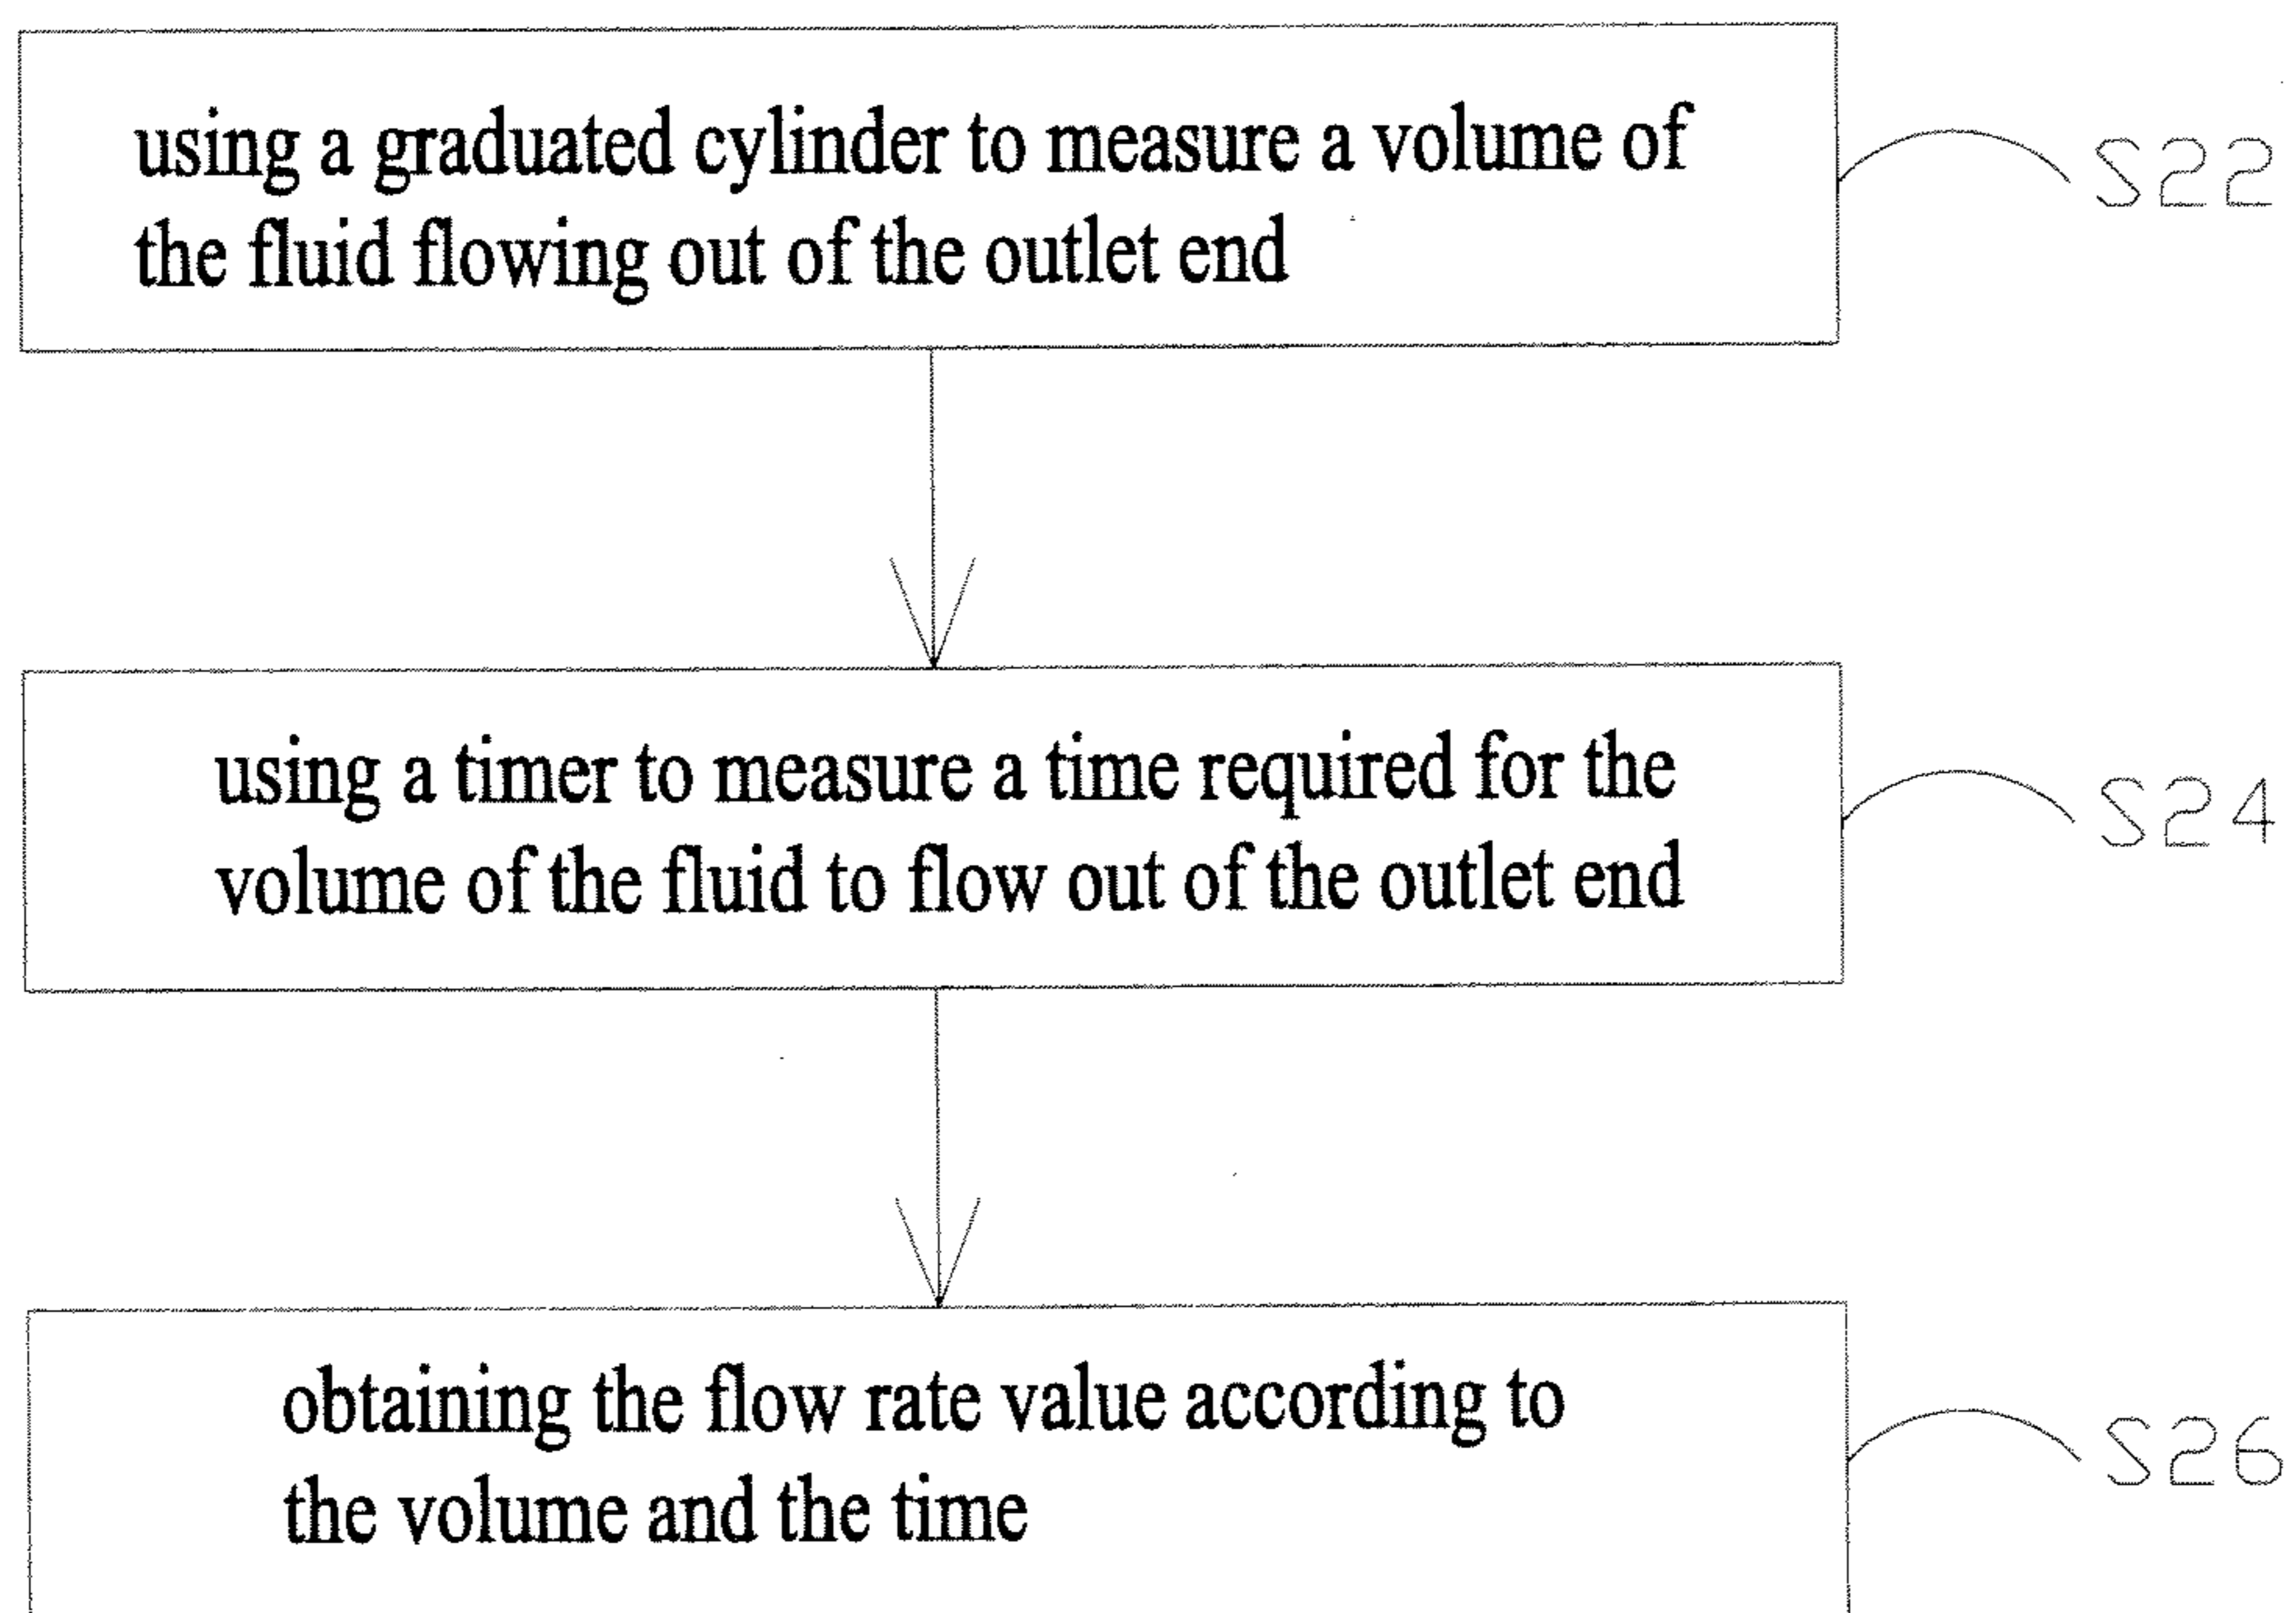 using a graduated cylinder to measure a volume of
the fluid flowing out of the outlet end
S22
using a timer to measure a time required for the
volume of the fluid to flow out of the outlet end
S24
obtaining the flow rate value according to
the volume and the time
S26